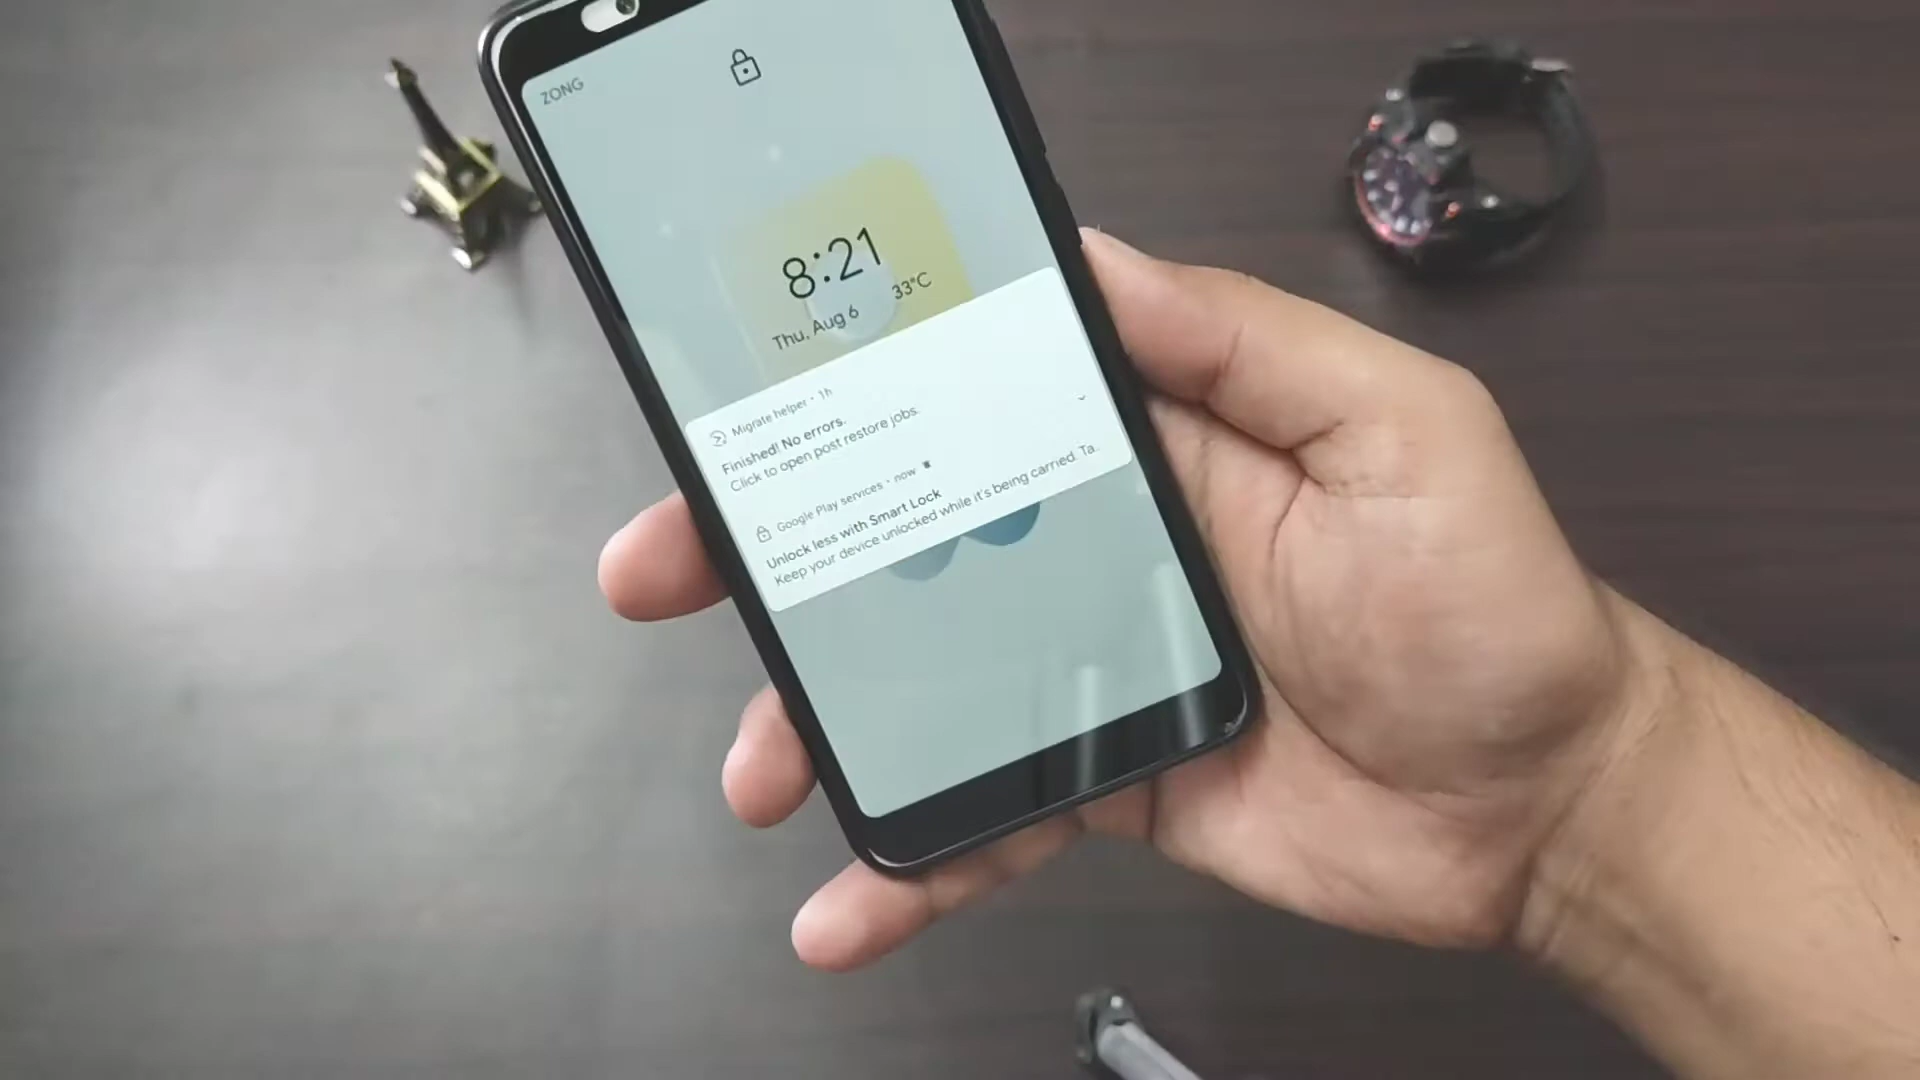 ZONG
8:21
Thu, Aug 6 33°C
Migrate helper • 1h
Finished! No errors.
Click to open post restore jobs.
Google Play services • now
Unlock less with Smart Lock
Keep your device unlocked while it's being carried. Ta..